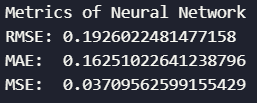 Metrics of Neural Network
RMSE: 0.1926022481477158
MAE:  0.16251022641238796
MSE:  0.03709562599155429